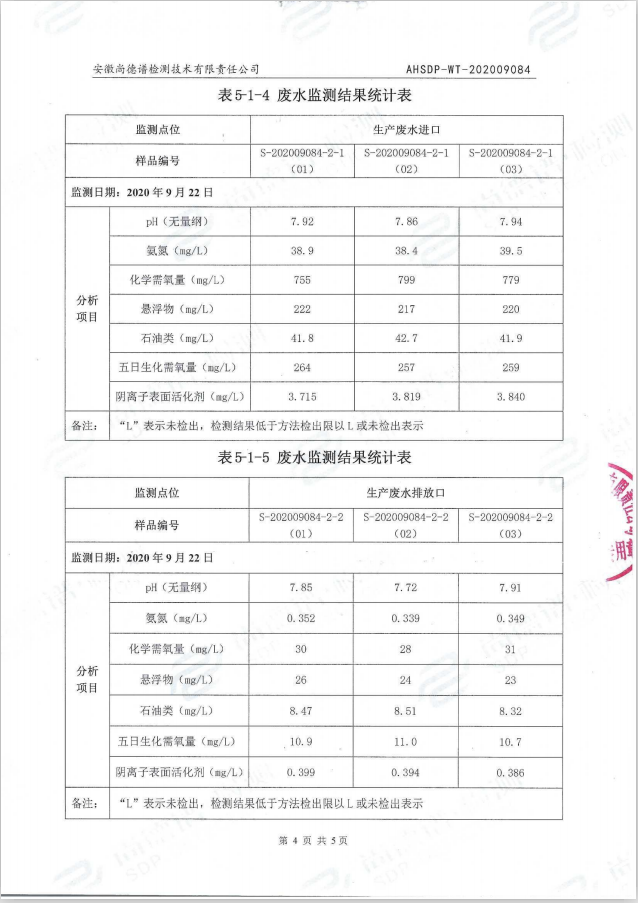 安徽尚德谱检测技术有限责任公司 AHSDP-WT-202009084
表5-1-4 废水监测结果统计表
监测点位 生产废水进口
样品编号 S-202009084-2-1（01） S-202009084-2-1（02） S-202009084-2-1（03）
监测日期：2020 年 9 月 22 日
分析项目
pH（无量纲） 7.92 7.86 7.94
氨氮（mg/L） 38.9 38.4 39.5
化学需氧量（mg/L） 755 799 779
悬浮物（mg/L） 222 217 220
石油类（mg/L） 41.8 42.7 41.9
五日生化需氧量（mg/L） 264 257 259
阴离子表面活化剂（mg/L） 3.715 3.819 3.840
备注： “L”表示未检出，检测结果低于方法检出限以 L 或未检出表示
表5-1-5 废水监测结果统计表
监测点位 生产废水排放口
样品编号 S-202009084-2-2（01） S-202009084-2-2（02） S-202009084-2-2（03）
监测日期：2020 年 9 月 22 日
分析项目
pH（无量纲） 7.85 7.72 7.91
氨氮（mg/L） 0.352 0.339 0.349
化学需氧量（mg/L） 30 28 31
悬浮物（mg/L） 26 24 23
石油类（mg/L） 8.47 8.51 8.32
五日生化需氧量（mg/L） 10.9 11.0 10.7
阴离子表面活化剂（mg/L） 0.399 0.394 0.386
备注： “L”表示未检出，检测结果低于方法检出限以 L 或未检出表示
第 4 页 共 5 页
SDP